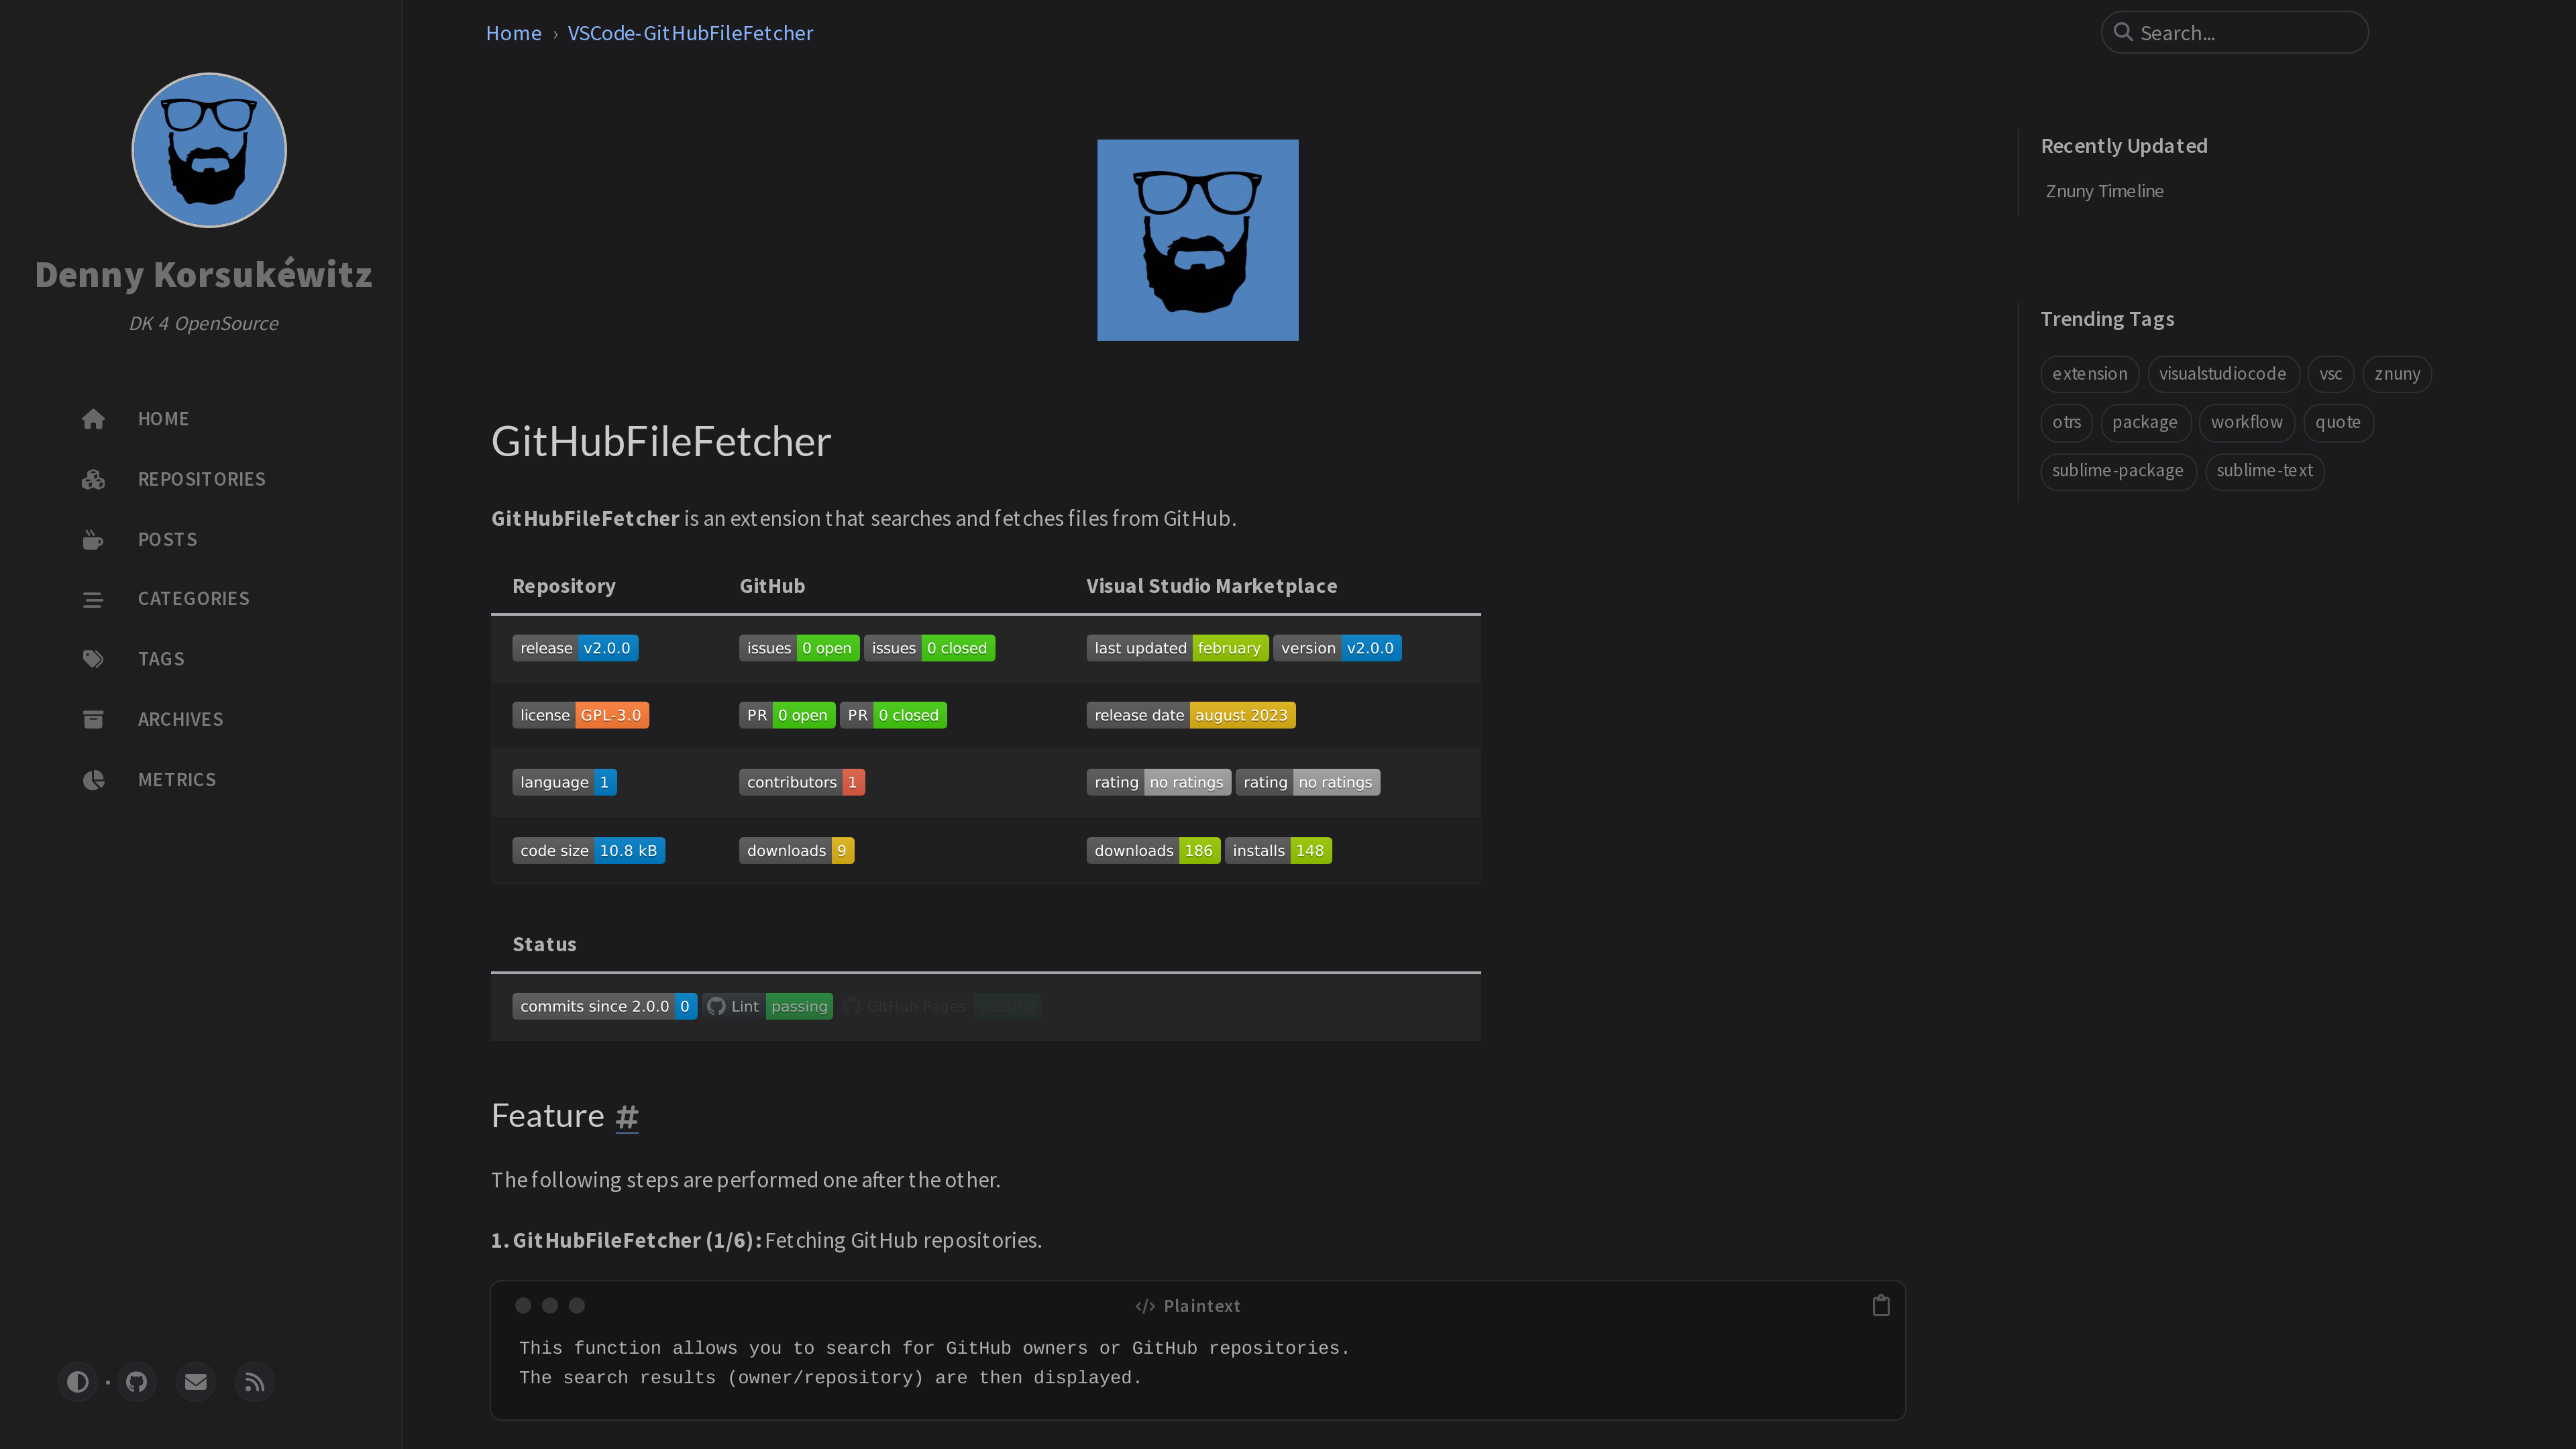 Denny Korsukéwitz
DK 4 OpenSource
HOME
REPOSITORIES
POSTS
CATEGORIES
TAGS
ARCHIVES
METRICS
Home › VSCode-GitHubFileFetcher
Search...
GitHubFileFetcher
GitHubFileFetcher is an extension that searches and fetches files from GitHub.
Repository GitHub Visual Studio Marketplace
release v2.0.0 issues 0 open issues 0 closed last updated february version v2.0.0
license GPL-3.0 PR 0 open PR 0 closed release date august 2023
language 1 contributors 1 rating no ratings rating no ratings
code size 10.8 kB downloads 9 downloads 186 installs 148
Status
commits since 2.0.0 0 Lint passing GitHub Pages passing
Feature #
The following steps are performed one after the other.
1. GitHubFileFetcher (1/6): Fetching GitHub repositories.
Plaintext
This function allows you to search for GitHub owners or GitHub repositories.
The search results (owner/repository) are then displayed.
Recently Updated
Znuny Timeline
Trending Tags
extension visualstudiocode vsc znuny
otrs package workflow quote
sublime-package sublime-text